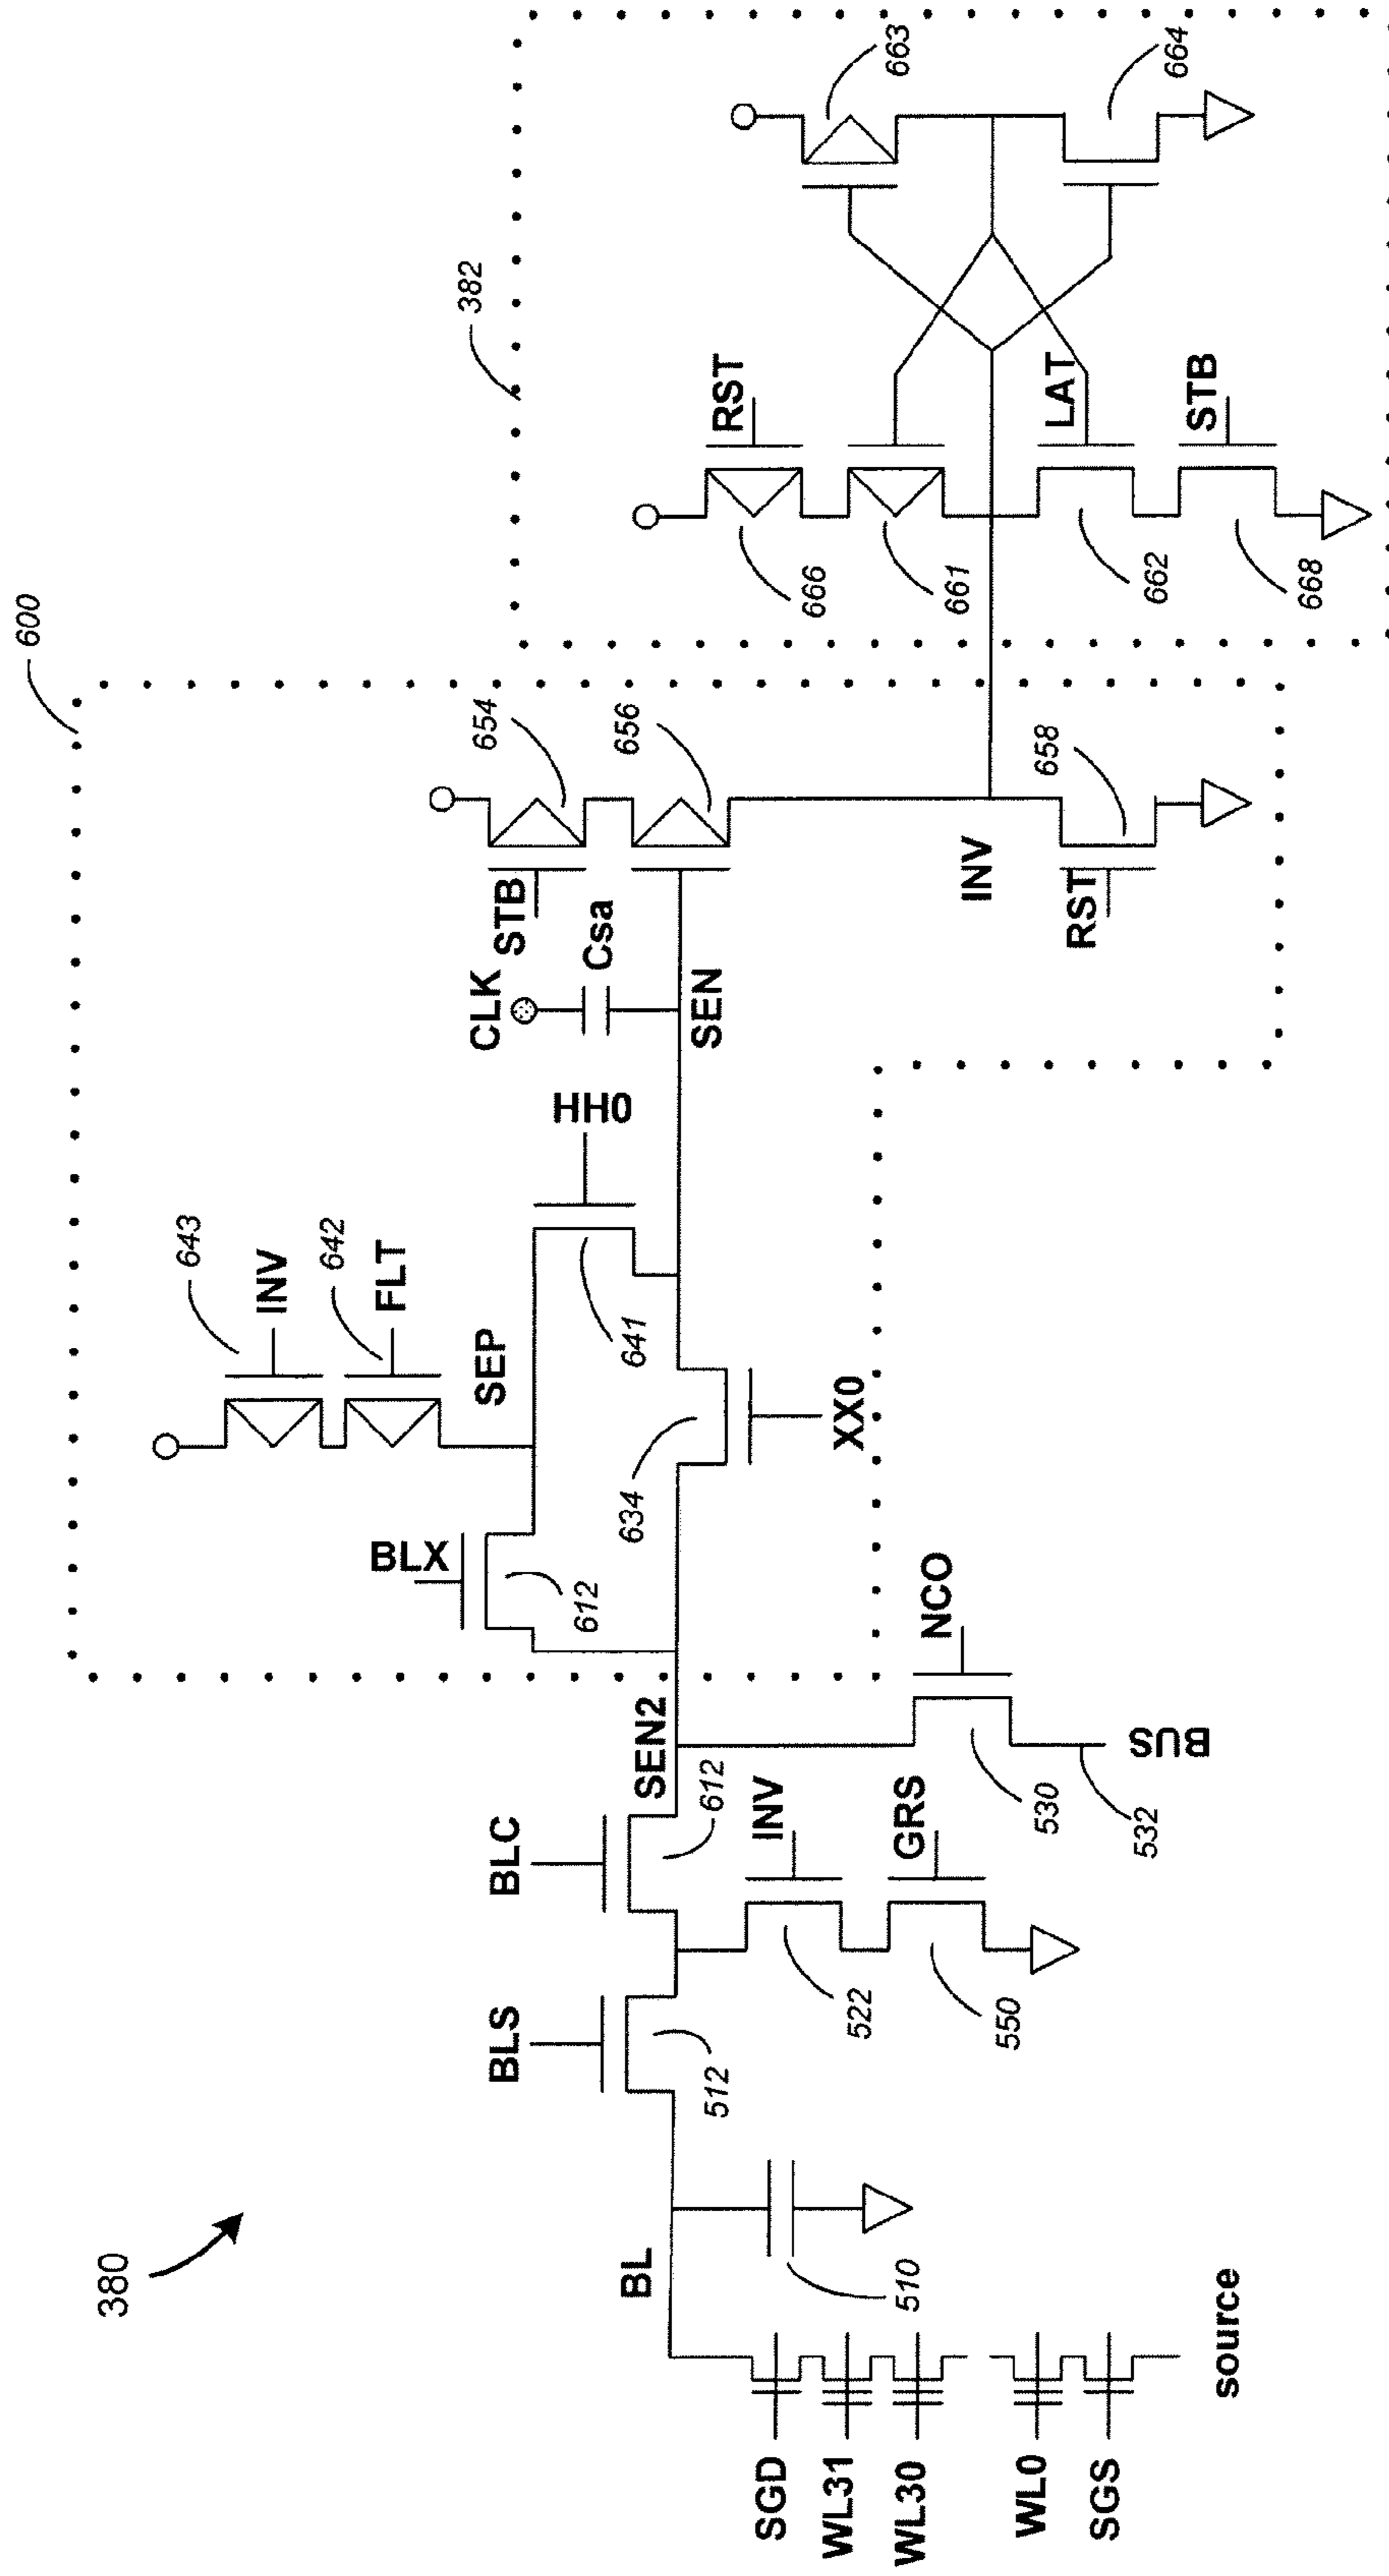 380
600
382
SGD
WL31
WL30
WL0
SGS
source
BL
510
BLS
512
BLC
612
SEN2
INV
522
GRS
550
NCO
530
532
BUS
BLX
612
643
INV
642
FLT
SEP
634
XX0
641
HH0
CLK
Csa
SEN
STB
654
656
INV
RST
658
RST
666
661
LAT
662
STB
668
663
664